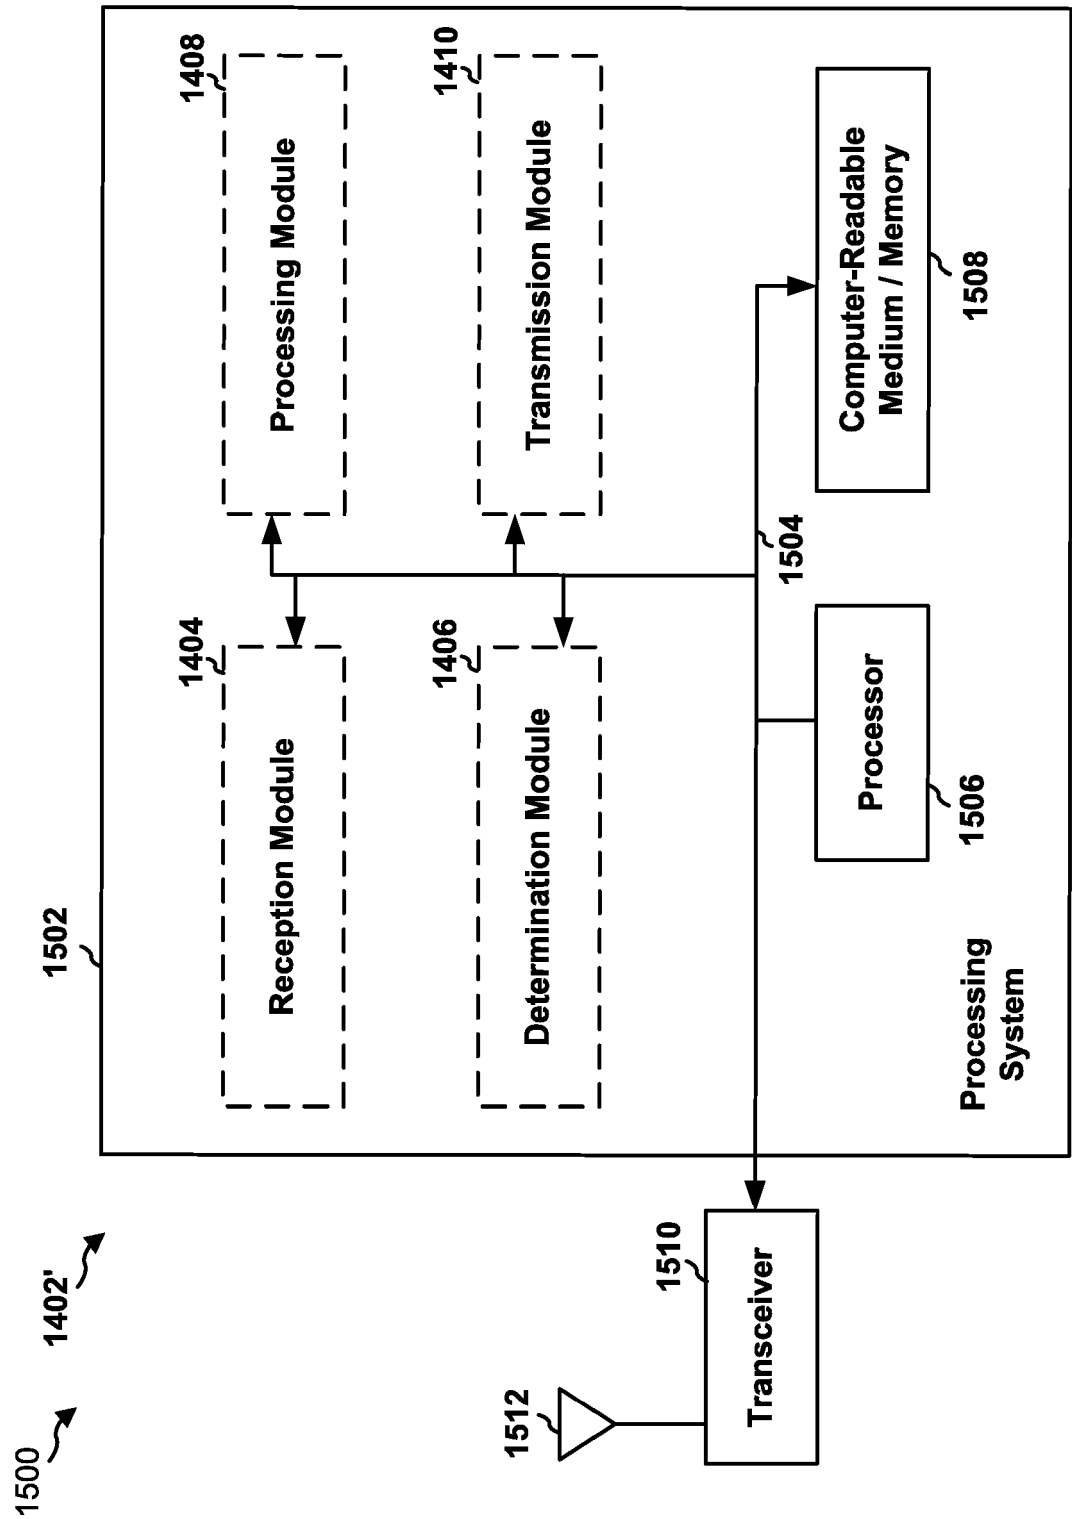 1500
1402'
1502
1404
Reception Module
1408
Processing Module
1406
Determination Module
1410
Transmission Module
1504
1512
1510
Transceiver
Processor
1506
Computer-Readable
Medium / Memory
1508
Processing
System